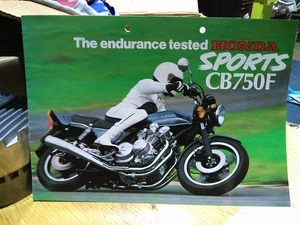 The endurance tested HONDA
SPORTS
CB750F